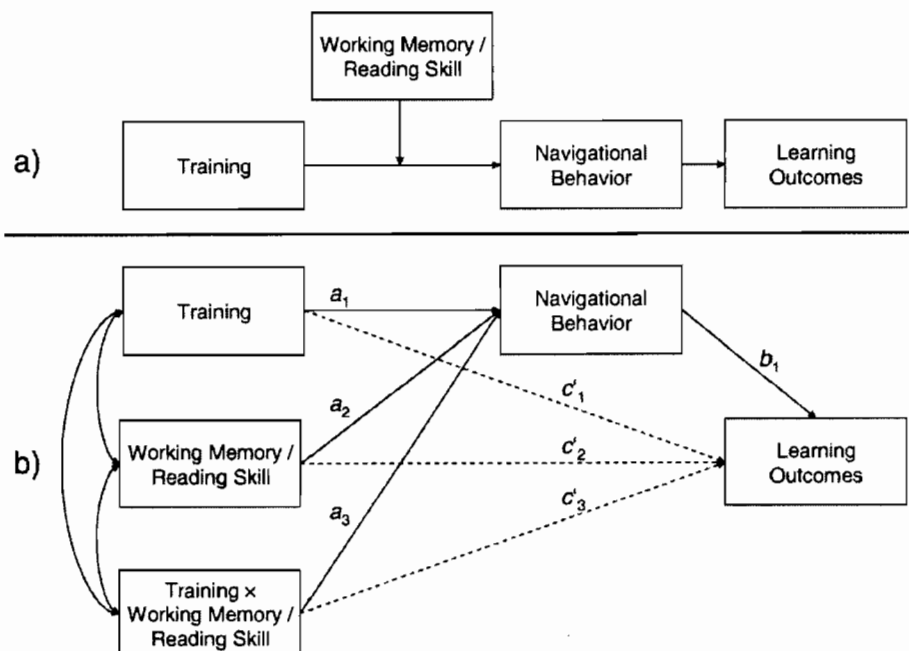 Working Memory /
Reading Skill
a)
Training
Navigational
Behavior
Learning
Outcomes
Training
a₁
Navigational
Behavior
b₁
a₂
c′₁
b)
Working Memory /
Reading Skill
c′₂
Learning
Outcomes
a₃
c′₃
Training ×
Working Memory /
Reading Skill